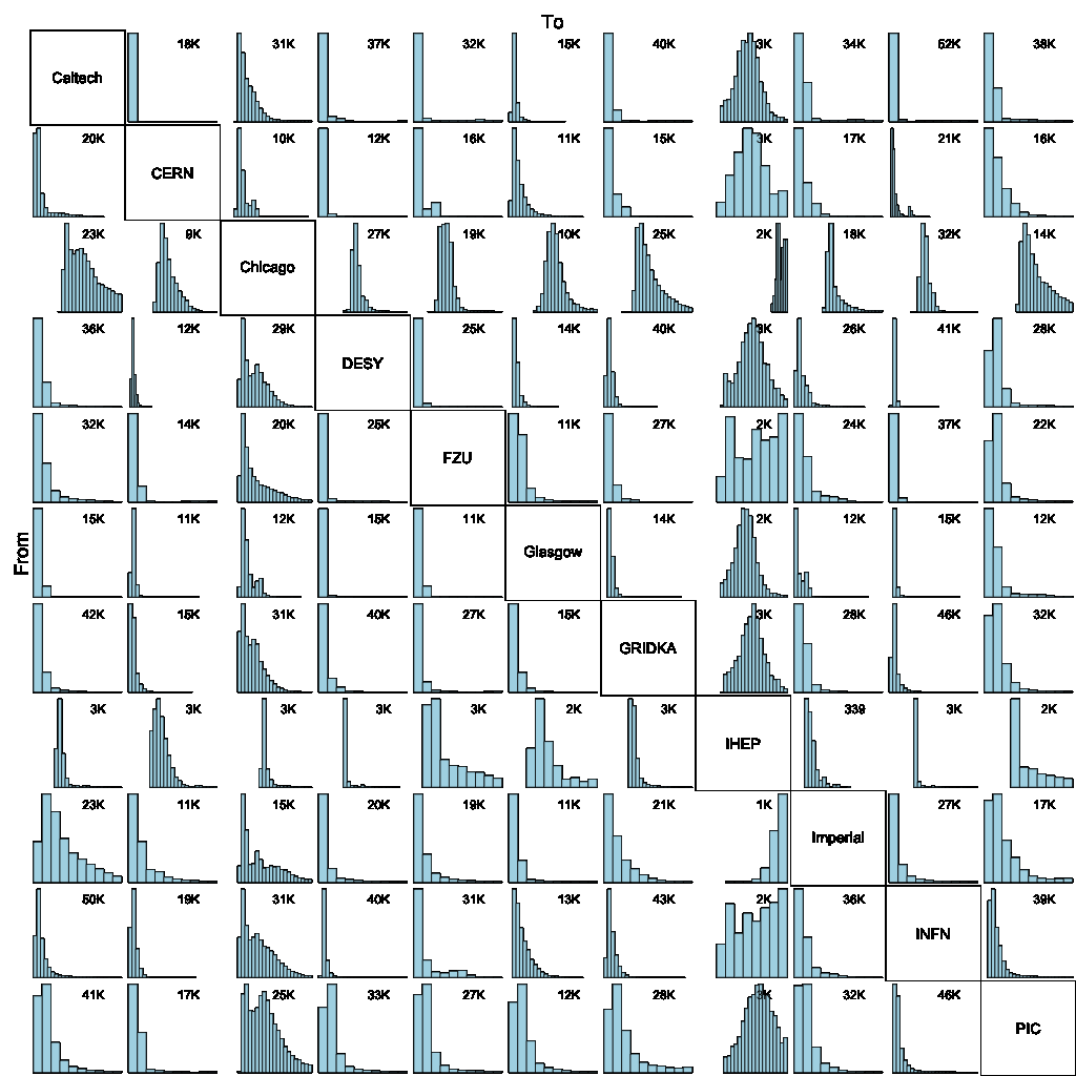 To
Caltech 18K 31K 37K 32K 15K 40K 3K 34K 52K 38K
20K CERN 10K 12K 16K 11K 15K 3K 17K 21K 16K
23K 9K Chicago 27K 19K 10K 25K 2K 18K 32K 14K
36K 12K 29K DESY 25K 14K 40K 3K 26K 41K 28K
32K 14K 20K 25K FZU 11K 27K 2K 24K 37K 22K
From
15K 11K 12K 15K 11K Glasgow 14K 2K 12K 15K 12K
42K 15K 31K 40K 27K 15K GRIDKA 3K 28K 46K 32K
3K 3K 3K 3K 3K 2K 3K IHEP 339 3K 2K
23K 11K 15K 20K 19K 11K 21K 1K Imperial 27K 17K
50K 19K 31K 40K 31K 13K 43K 2K 36K INFN 39K
41K 17K 25K 33K 27K 12K 28K 3K 32K 46K PIC